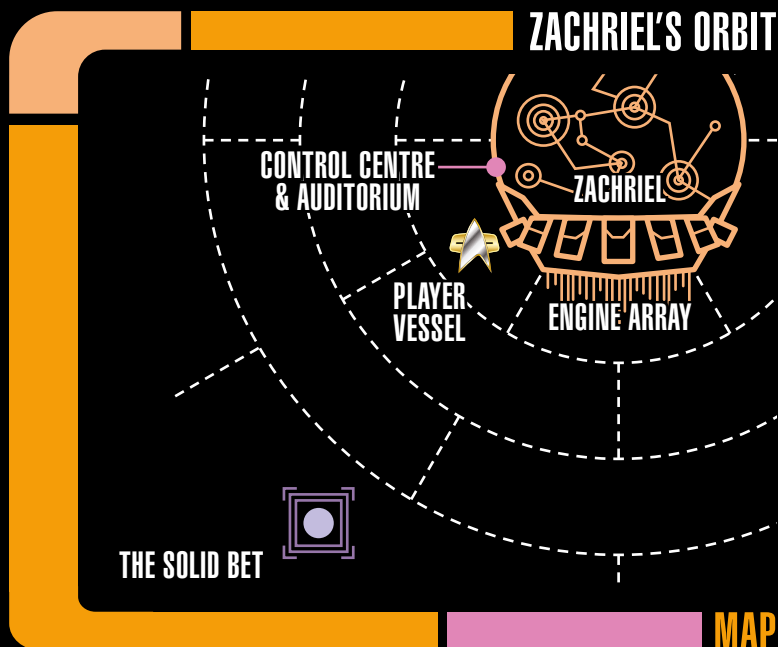 ZACHRIEL'S ORBIT
CONTROL CENTRE
& AUDITORIUM
ZACHRIEL
PLAYER
VESSEL
ENGINE ARRAY
THE SOLID BET
MAP